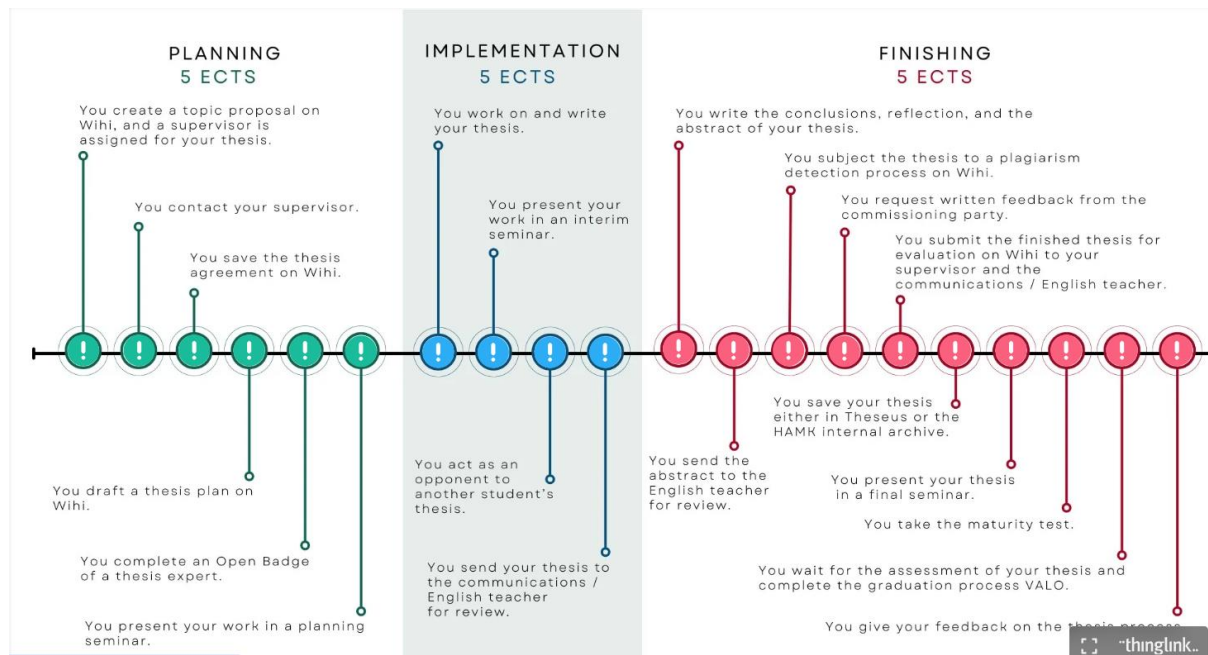 PLANNING
5 ECTS
You create a topic proposal on
Wihi, and a supervisor is
assigned for your thesis.
You contact your supervisor.
You save the thesis
agreement on Wihi.
You draft a thesis plan on
Wihi.
You complete an Open Badge
of a thesis expert.
You present your work in a planning
seminar.
IMPLEMENTATION
5 ECTS
You work on and write
your thesis.
You present your
work in an interim
seminar.
You act as an
opponent to
another student's
thesis.
You send your thesis to
the communications /
English teacher
for review.
FINISHING
5 ECTS
You write the conclusions, reflection, and the
abstract of your thesis.
You send the
abstract to the
English teacher
for review.
You subject the thesis to a plagiarism
detection process on Wihi.
You request written feedback from the
commissioning party.
You submit the finished thesis for
evaluation on Wihi to your
supervisor and the
communications / English teacher.
You save your thesis
either in Theseus or the
HAMK internal archive.
You present your thesis
in a final seminar.
You take the maturity test.
You wait for the assessment of your thesis and
complete the graduation process VALO.
You give your feedback on the thesis process
thinglink..